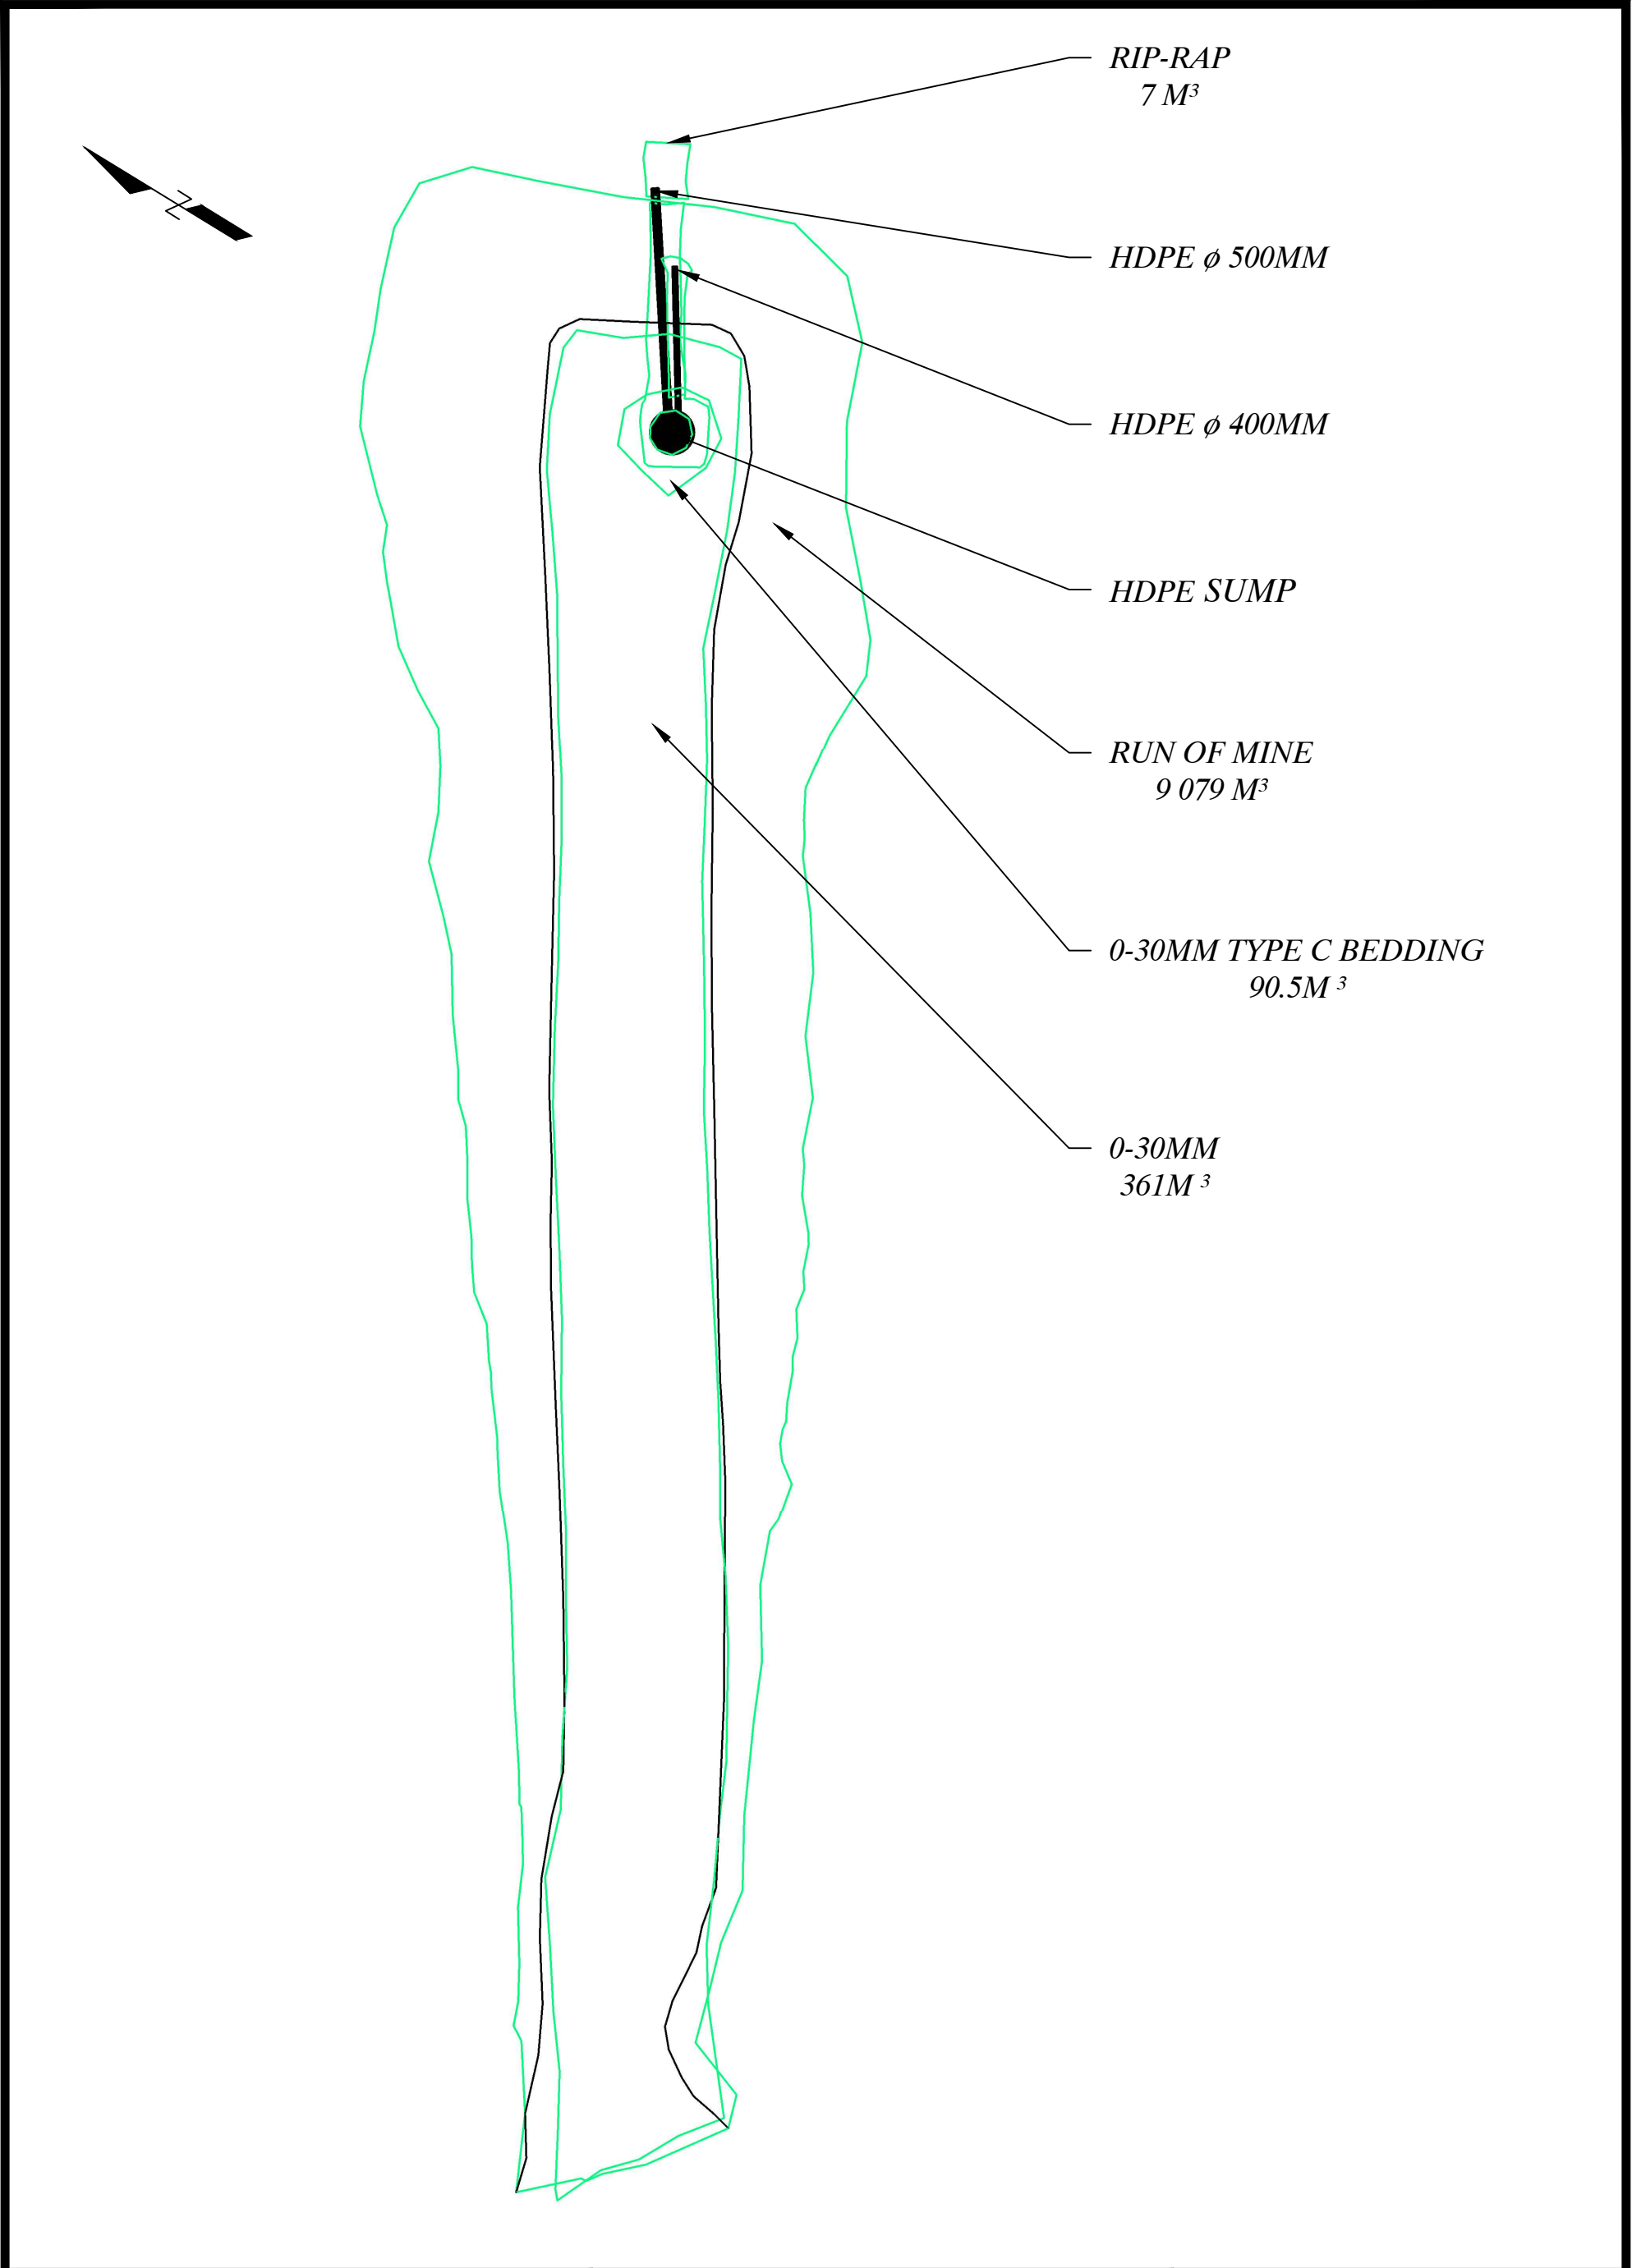 RIP-RAP
7 M³
N
HDPE ø 500MM
HDPE ø 400MM
HDPE SUMP
RUN OF MINE
9 079 M³
0-30MM TYPE C BEDDING
90.5M ³
0-30MM
361M ³